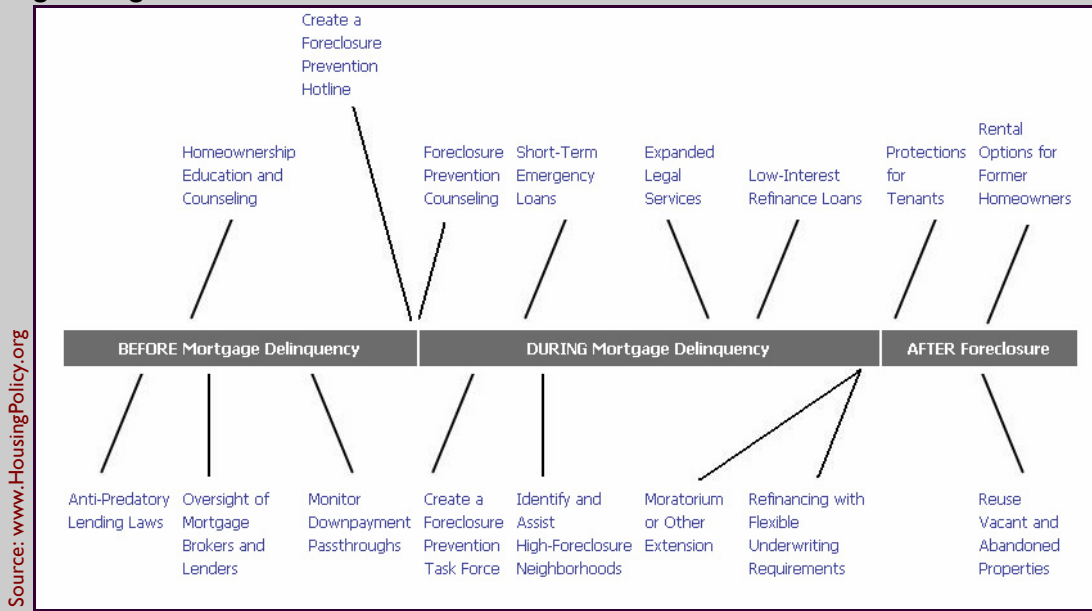 Create a
Foreclosure
Prevention
Hotline
Homeownership
Education and
Counseling
Foreclosure
Prevention
Counseling
Short-Term
Emergency
Loans
Expanded
Legal
Services
Low-Interest
Refinance Loans
Protections
for
Tenants
Rental
Options for
Former
Homeowners
BEFORE Mortgage Delinquency
DURING Mortgage Delinquency
AFTER Foreclosure
Anti-Predatory
Lending Laws
Oversight of
Mortgage
Brokers and
Lenders
Monitor
Downpayment
Passthroughs
Create a
Foreclosure
Prevention
Task Force
Identify and
Assist
High-Foreclosure
Neighborhoods
Moratorium
or Other
Extension
Refinancing with
Flexible
Underwriting
Requirements
Reuse
Vacant and
Abandoned
Properties
Source: www.HousingPolicy.org